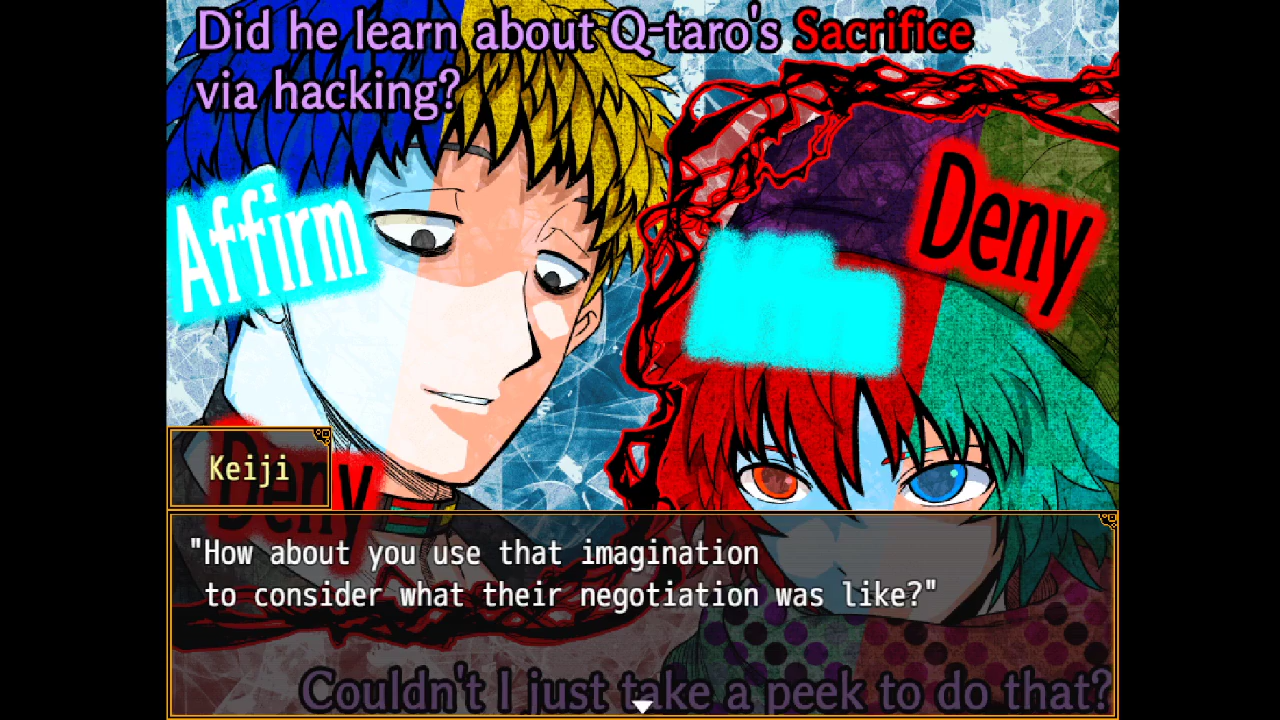 Did he learn about Q-taro's Sacrifice
via hacking?
Affirm
Deny
Deny
Keiji
"How about you use that imagination
to consider what their negotiation was like?"
Couldn't I just take a peek to do that?